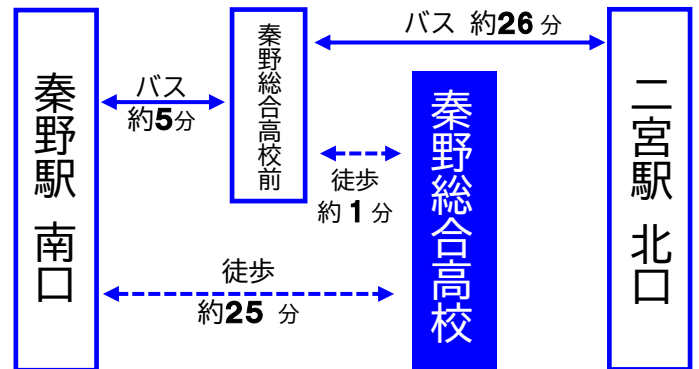 秦野駅 南口
バス
約5分
秦野総合高校前
バス 約26分
徒歩
約1分
秦野総合高校
徒歩
約25分
二宮駅 北口